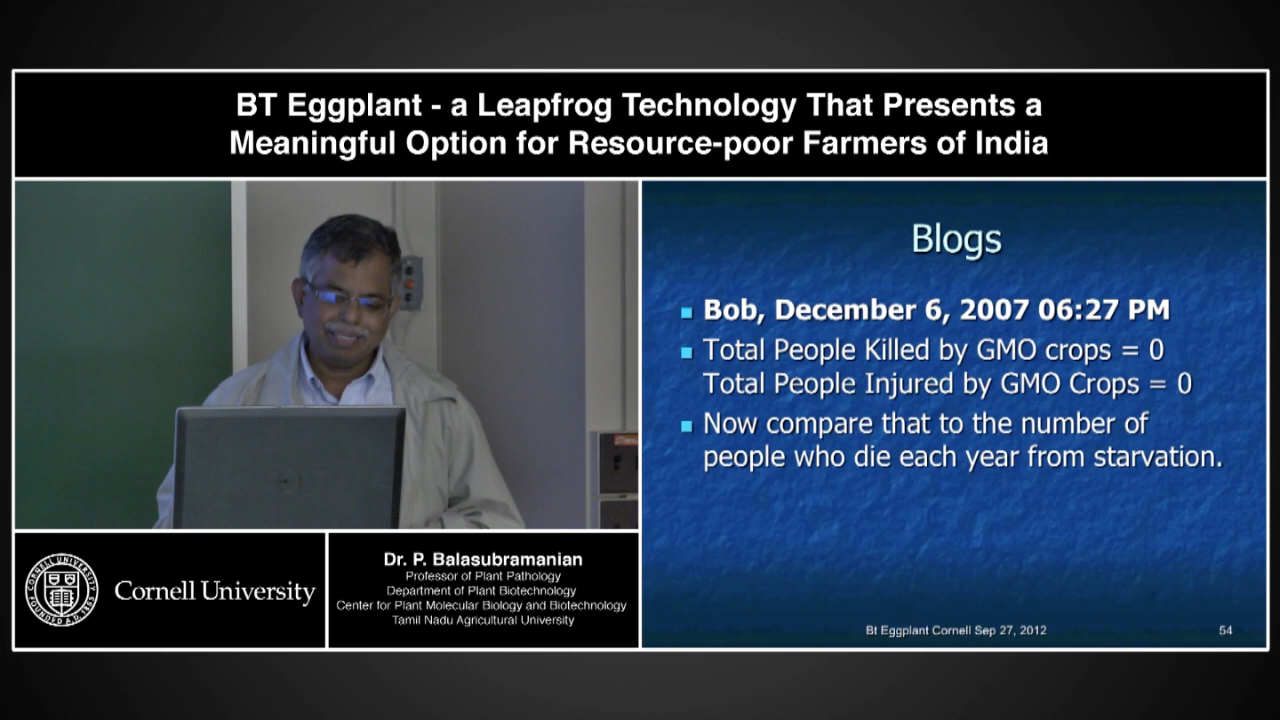 BT Eggplant - a Leapfrog Technology That Presents a
Meaningful Option for Resource-poor Farmers of India
Blogs
Bob, December 6, 2007 06:27 PM
Total People Killed by GMO crops = 0
Total People Injured by GMO Crops = 0
Now compare that to the number of
people who die each year from starvation.
Bt Eggplant Cornell Sep 27, 2012
54
Cornell University
Dr. P. Balasubramanian
Professor of Plant Pathology
Department of Plant Biotechnology
Center for Plant Molecular Biology and Biotechnology
Tamil Nadu Agricultural University